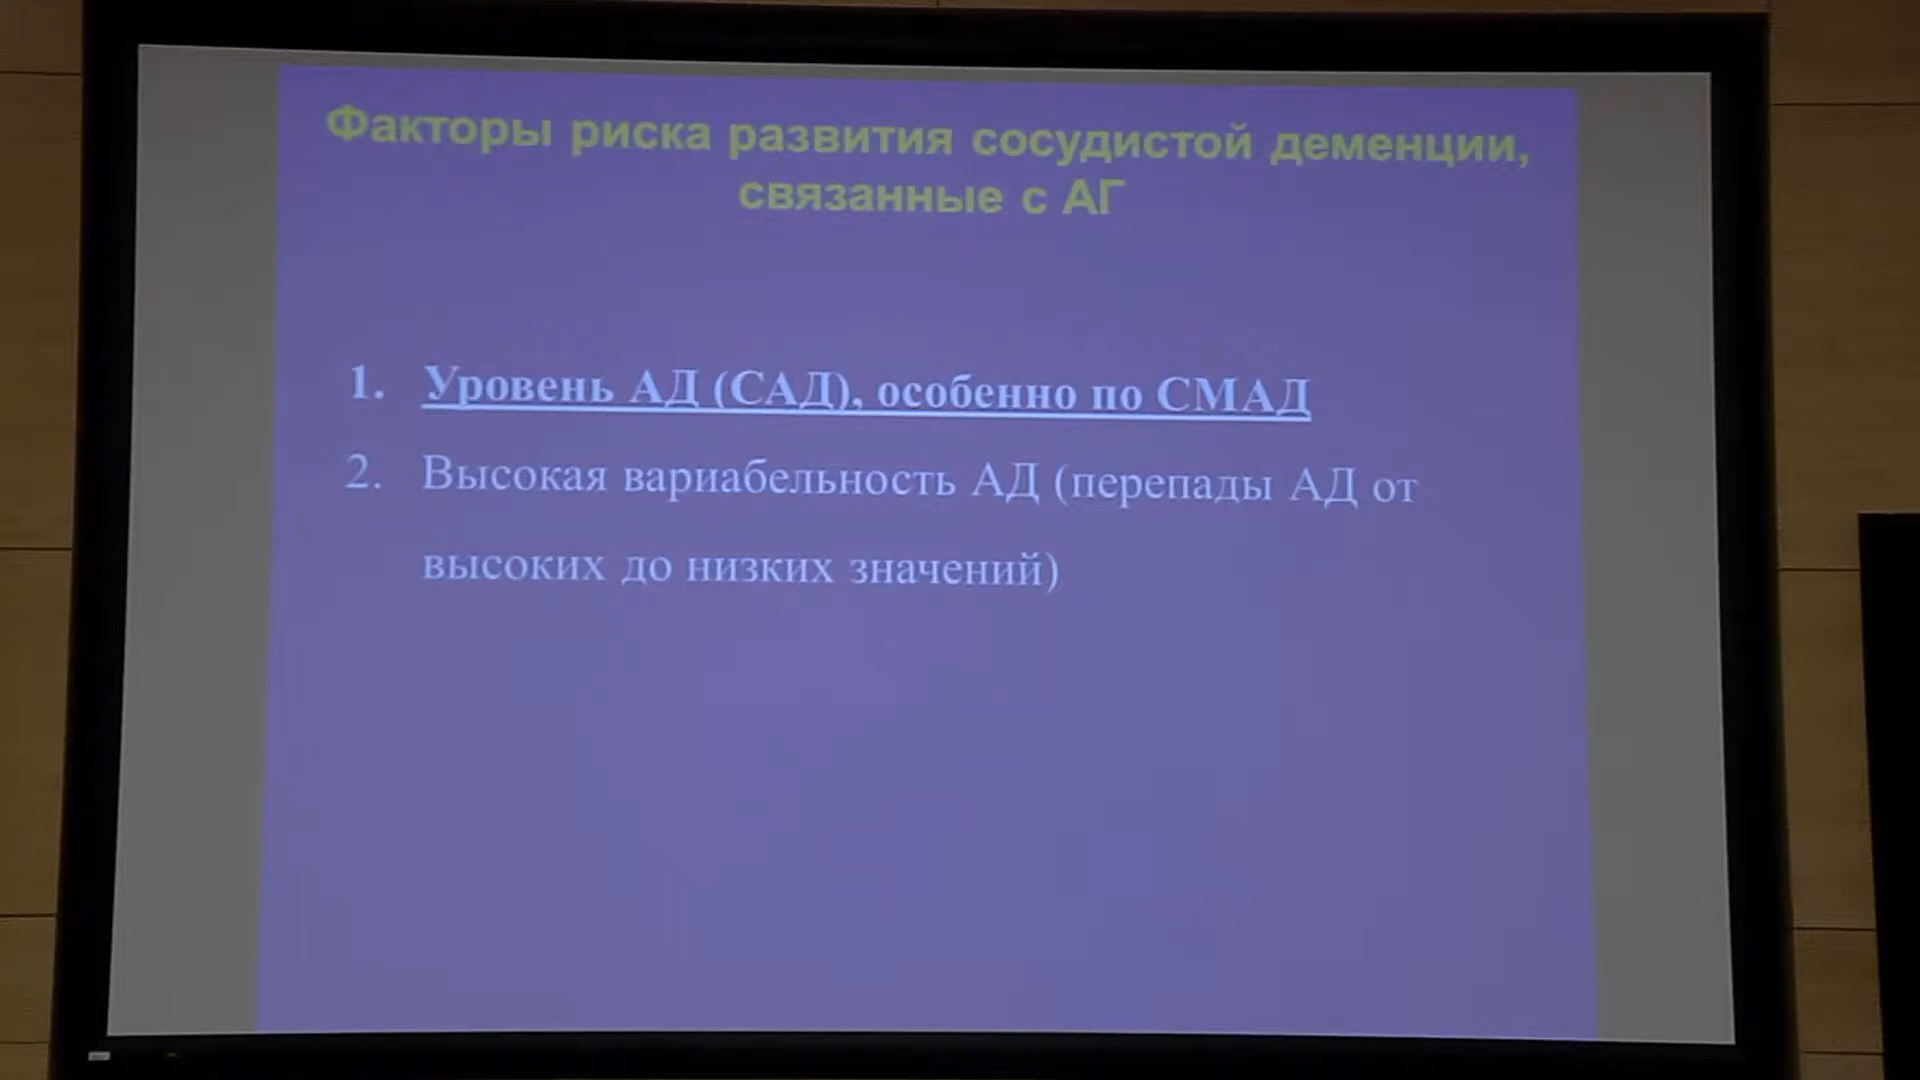 Факторы риска развития сосудистой деменции,
связанные с АГ
1. Уровень АД (САД), особенно по СМАД
2. Высокая вариабельность АД (перепады АД от
высоких до низких значений)